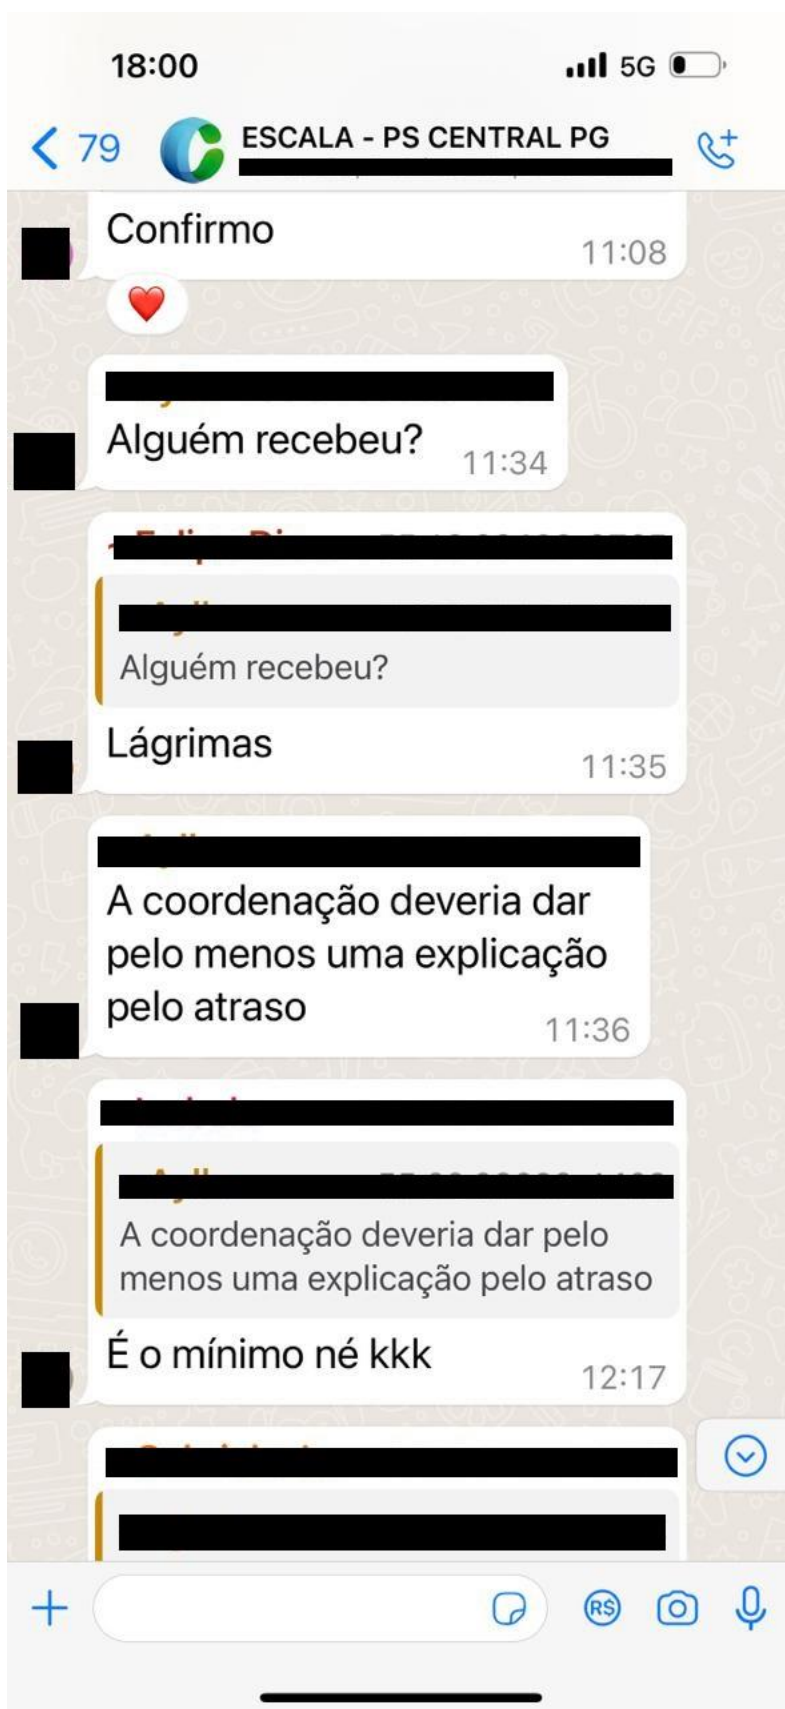 18:00
5G
79
ESCALA - PS CENTRAL PG
Confirmo
11:08
Alguém recebeu?
11:34
Alguém recebeu?
Lágrimas
11:35
A coordenação deveria dar
pelo menos uma explicação
pelo atraso
11:36
A coordenação deveria dar pelo
menos uma explicação pelo atraso
É o mínimo né kkk
12:17
R$